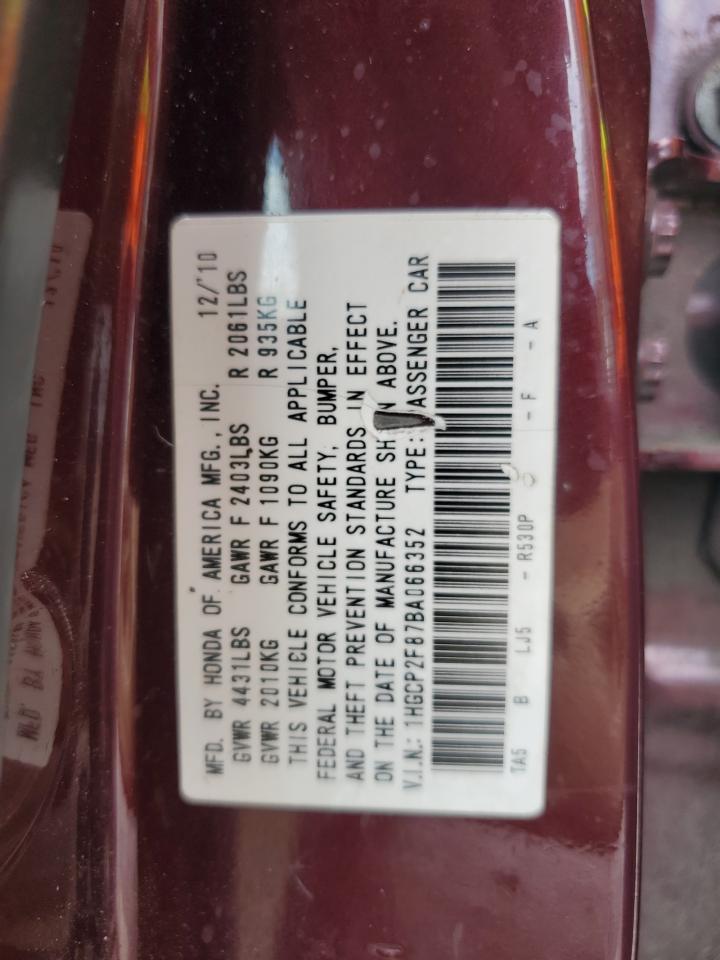 MFD. BY HONDA OF AMERICA MFG., INC. 12/'10
GVWR 4431LBS GAWR F 2403LBS R 2061LBS
GVWR 2010KG GAWR F 1090KG R 935KG
THIS VEHICLE CONFORMS TO ALL APPLICABLE
FEDERAL MOTOR VEHICLE SAFETY, BUMPER,
AND THEFT PREVENTION STANDARDS IN EFFECT
ON THE DATE OF MANUFACTURE SH N ABOVE.
V.I.N.: 1HGCP2F87BA066352 TYPE: ASSENGER CAR
TA5 B LJ5 - R530P - F - A